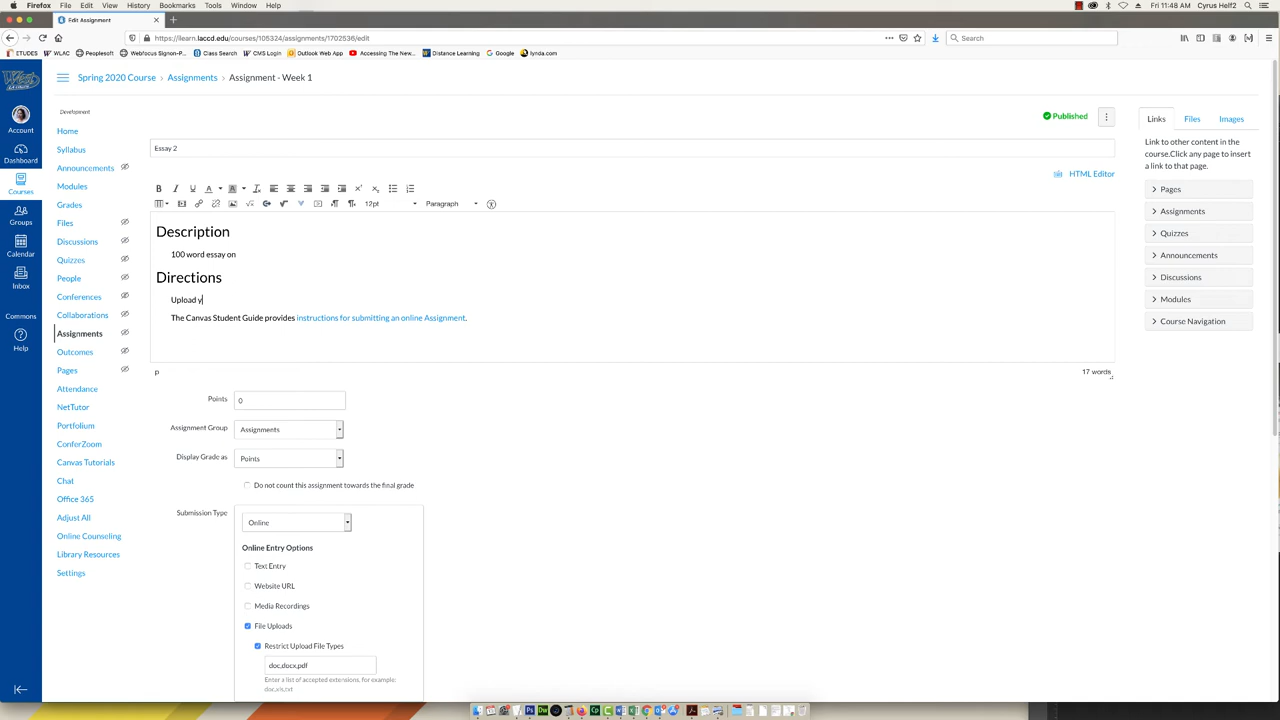 Firefox File Edit View History Bookmarks Tools Window Help Fri 11:48 AM Cyrus Helf2
Edit Assignment
https://learn.laccd.edu/courses/105324/assignments/1702536/edit Search
ETUDES WLAC Peoplesoft Webfocus Signon-P... CMS Login Class Search Outlook Web App Accessing The New... Distance Learning Google lynda.com
Spring 2020 Course Assignments Assignment - Week 1
Account
Dashboard
Courses
Groups
Calendar
Inbox
Commons
Help
Development
Home
Syllabus
Announcements
Modules
Grades
Files
Discussions
Quizzes
People
Conferences
Collaborations
Assignments
Outcomes
Pages
Attendance
NetTutor
Portfolium
ConferZoom
Canvas Tutorials
Chat
Office 365
Adjust All
Online Counseling
Library Resources
Settings
Published
Essay 2
HTML Editor
12pt Paragraph
Description
100 word essay on
Directions
Upload y
The Canvas Student Guide provides instructions for submitting an online Assignment.
p 17 words
Points 0
Assignment Group Assignments
Display Grade as Points
Do not count this assignment towards the final grade
Submission Type Online
Online Entry Options
Text Entry
Website URL
Media Recordings
File Uploads
Restrict Upload File Types
doc,docx,pdf
Enter a list of accepted extensions, for example:
doc,xls,txt
Links Files Images
Link to other content in the
course.Click any page to insert
a link to that page.
Pages
Assignments
Quizzes
Announcements
Discussions
Modules
Course Navigation